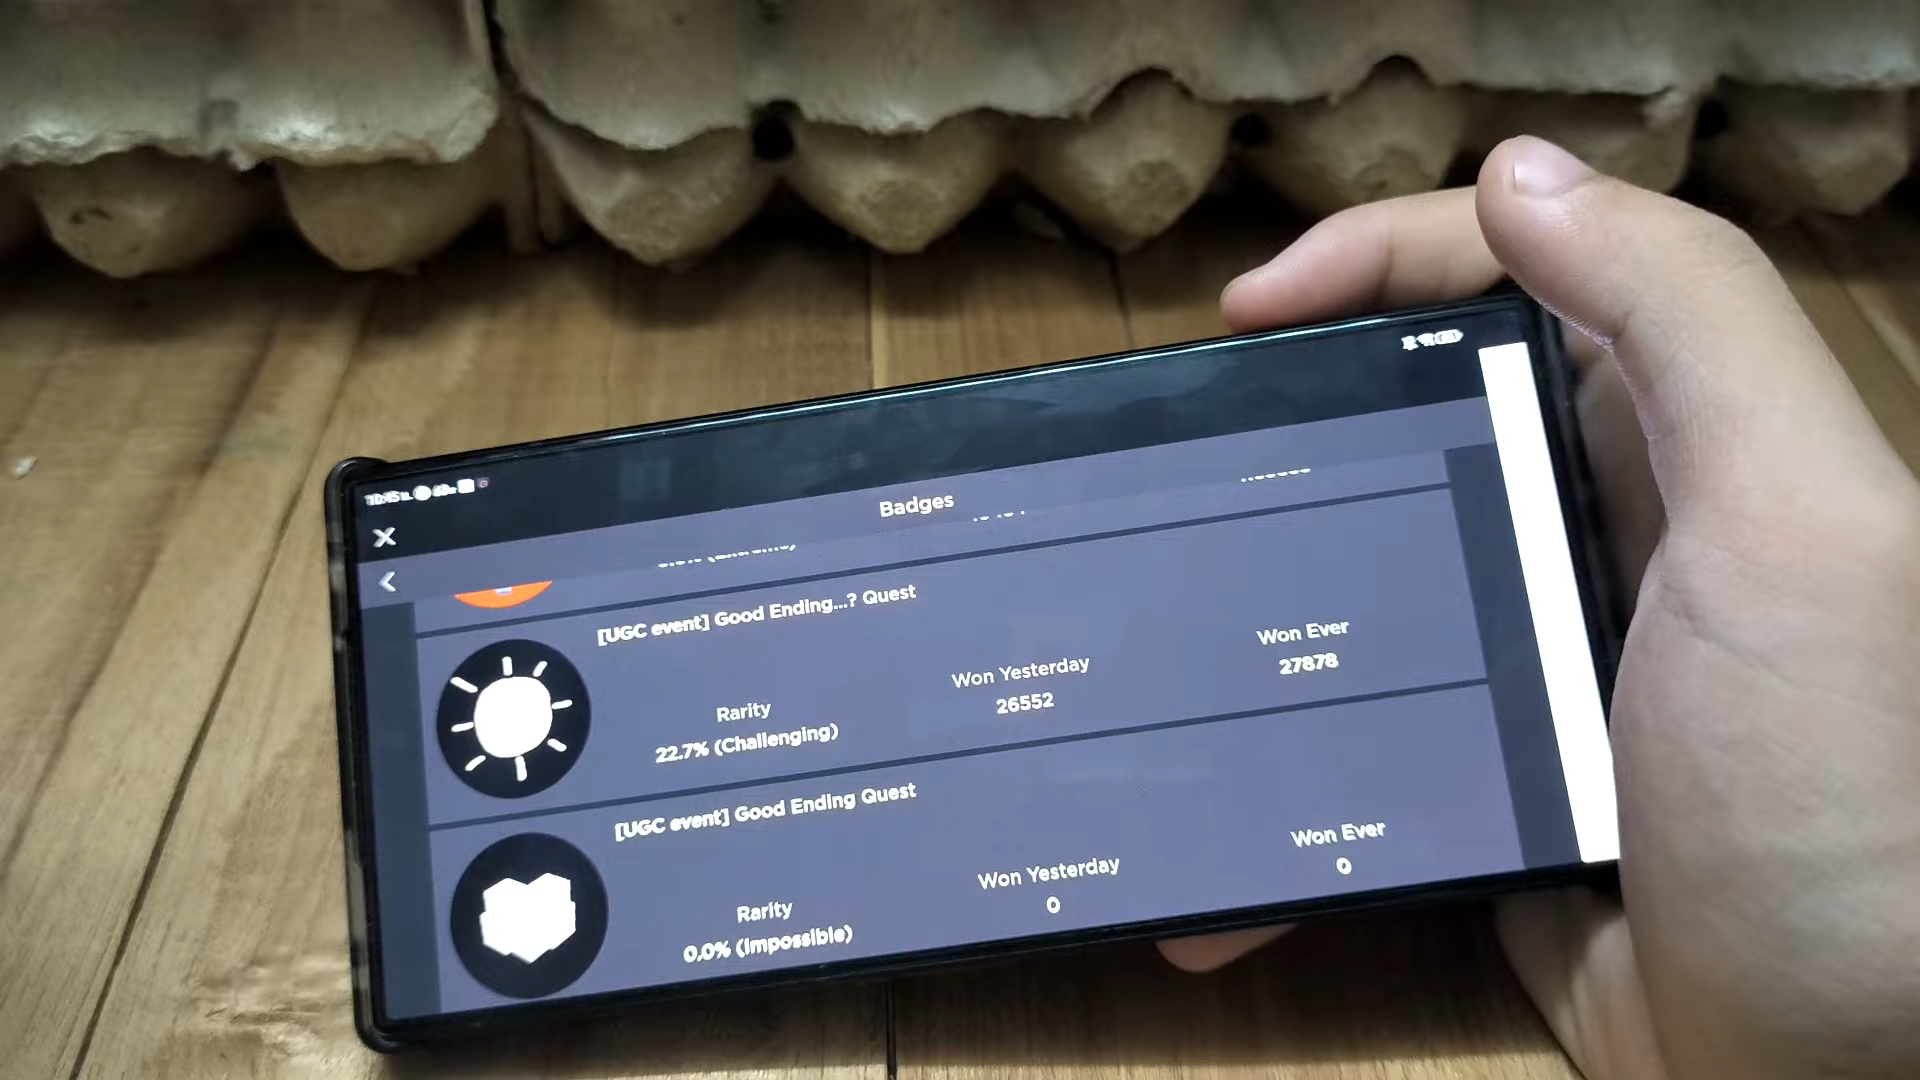 Badges
[UGC event] Good Ending...? Quest
Rarity
22.7% (Challenging)
Won Yesterday
26552
Won Ever
27878
[UGC event] Good Ending Quest
Rarity
0.0% (Impossible)
Won Yesterday
0
Won Ever
0